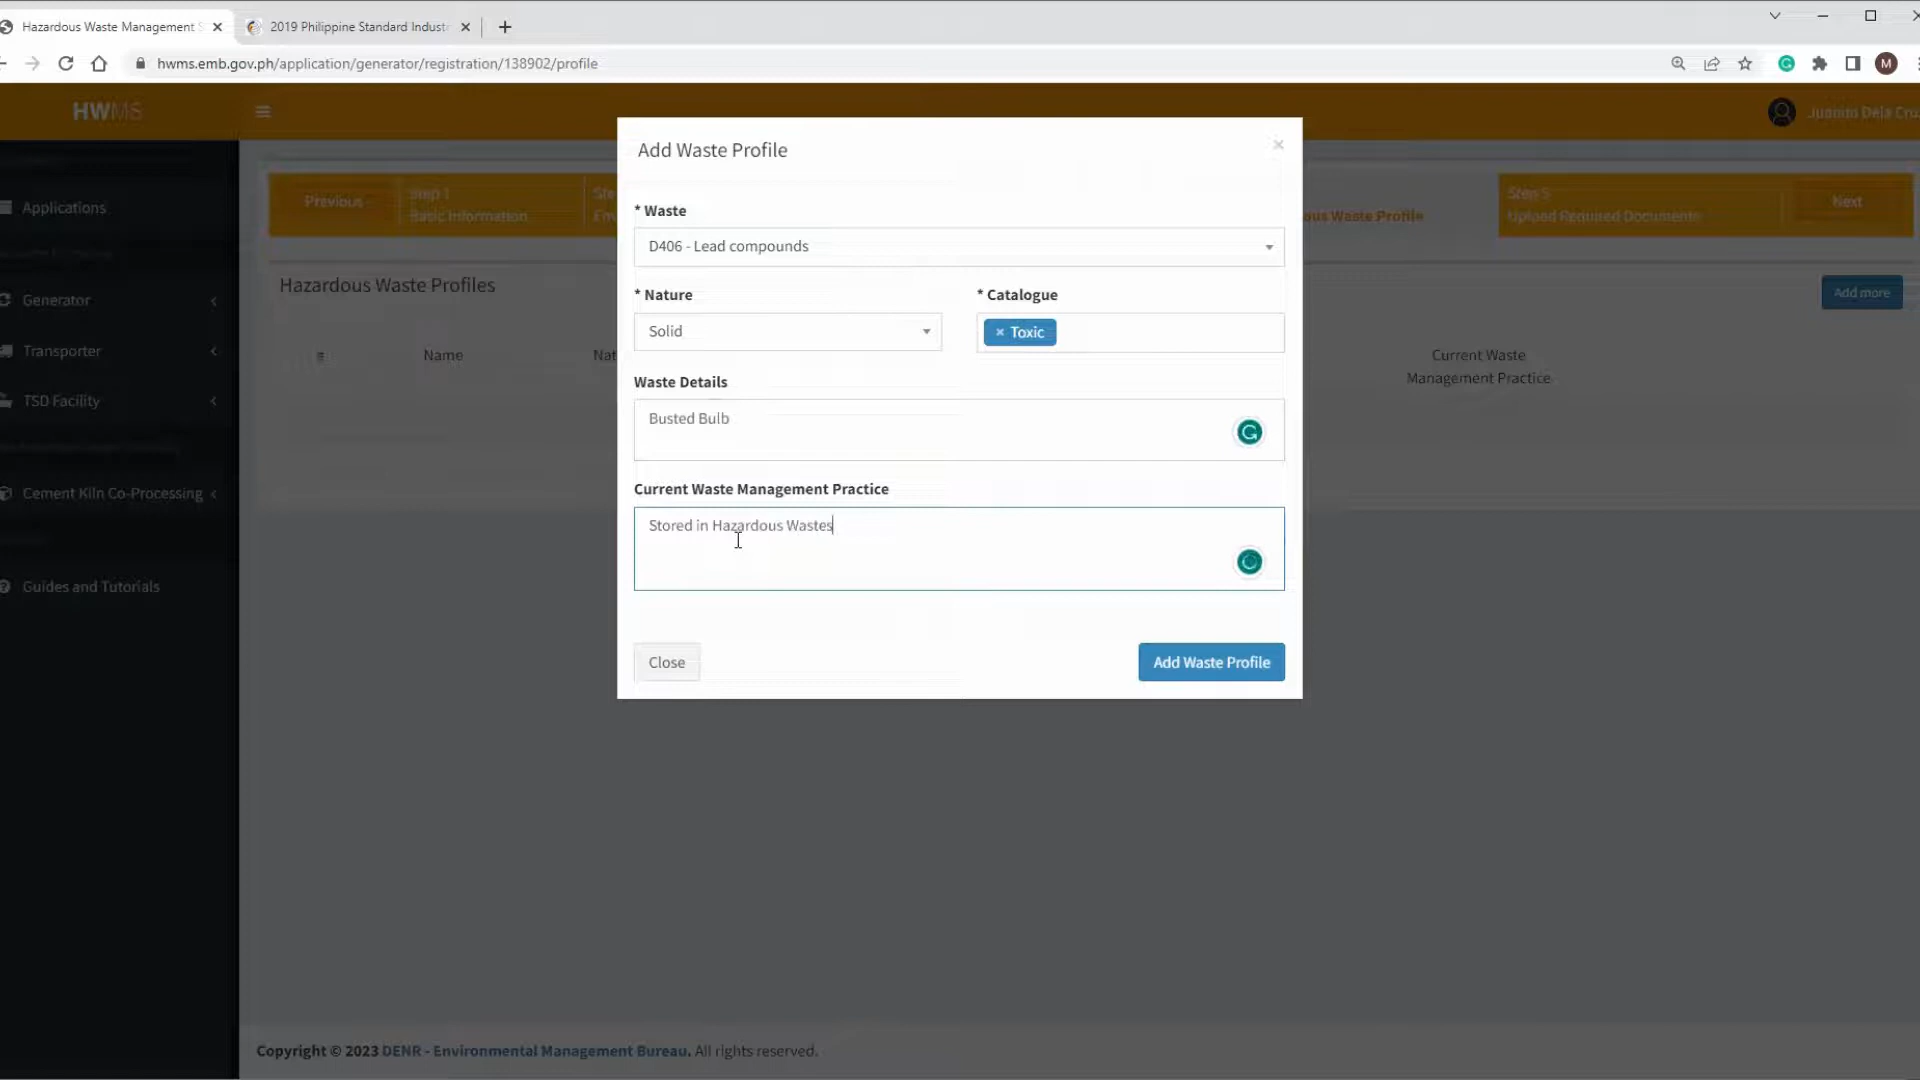 Hazardous Waste Management S
2019 Philippine Standard Indust
hwms.emb.gov.ph/application/generator/registration/138902/profile
M
HWMS
Juanito Dela Cru
Applications
Generator
Transporter
TSD Facility
Cement Kiln Co-Processing
Guides and Tutorials
Previous
Step 1
Basic Information
Ste
Env
ous Waste Profile
Step 5
Upload Required Documents
Next
Hazardous Waste Profiles
Add more
#
Name
Nat
Current Waste
Management Practice
Add Waste Profile
×
* Waste
D406 - Lead compounds
* Nature
Solid
* Catalogue
× Toxic
Waste Details
Busted Bulb
Current Waste Management Practice
Stored in Hazardous Wastes
Close
Add Waste Profile
Copyright © 2023 DENR - Environmental Management Bureau. All rights reserved.